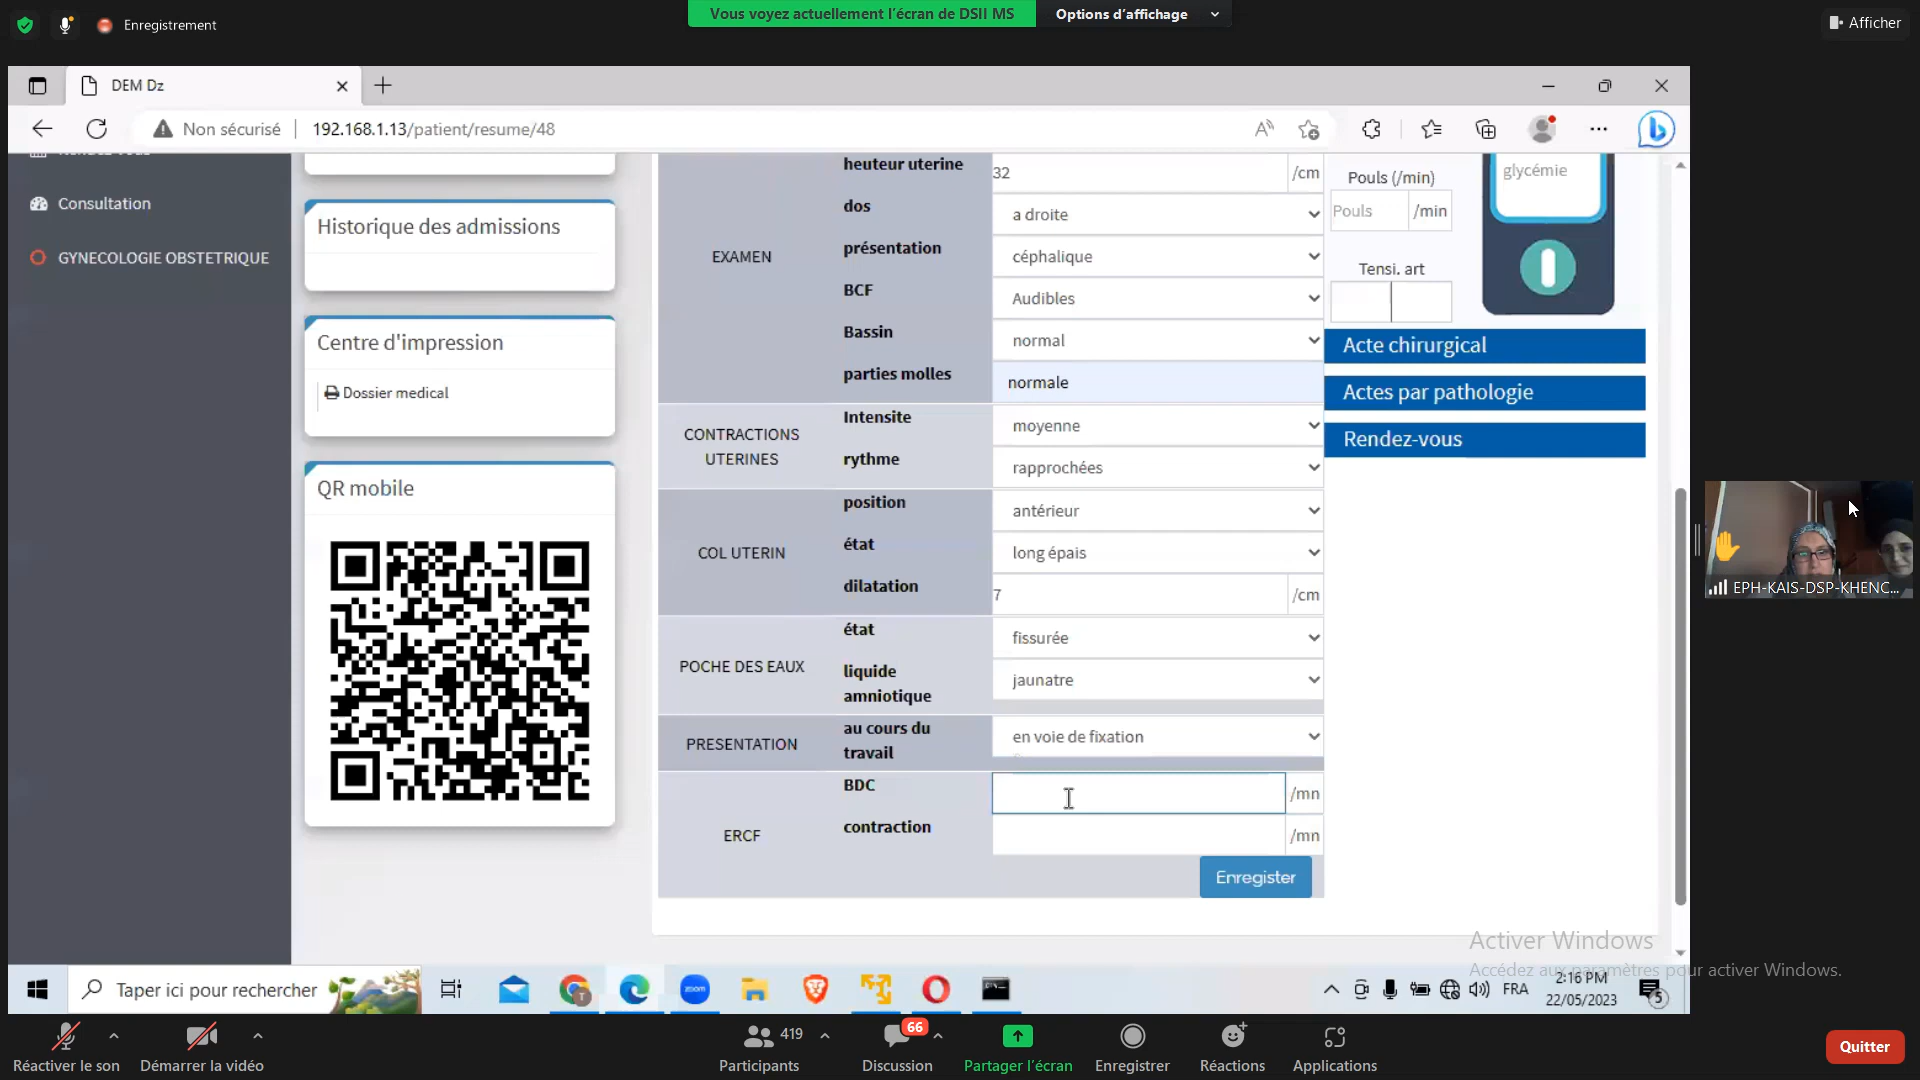 Enregistrement
Vous voyez actuellement l'écran de DSII MS
Options d'affichage
Afficher
DEM Dz
Non sécurisé
192.168.1.13/patient/resume/48
Consultation
GYNECOLOGIE OBSTETRIQUE
Historique des admissions
Centre d'impression
Dossier medical
QR mobile
EXAMEN
heuteur uterine
32
/cm
dos
a droite
présentation
céphalique
BCF
Audibles
Bassin
normal
parties molles
normale
CONTRACTIONS
UTERINES
Intensite
moyenne
rythme
rapprochées
COL UTERIN
position
antérieur
état
long épais
dilatation
7
/cm
POCHE DES EAUX
état
fissurée
liquide
amniotique
jaunatre
PRESENTATION
au cours du
travail
en voie de fixation
ERCF
BDC
/mn
contraction
/mn
Enregister
Pouls (/min)
Pouls
/min
Tensi. art
glycémie
Acte chirurgical
Actes par pathologie
Rendez-vous
EPH-KAIS-DSP-KHENC...
Activer Windows
Accédez aux paramètres pour activer Windows.
Taper ici pour rechercher
zoom
FRA
2:16 PM
22/05/2023
5
Réactiver le son
Démarrer la vidéo
419
Participants
66
Discussion
Partager l'écran
Enregistrer
Réactions
Applications
Quitter